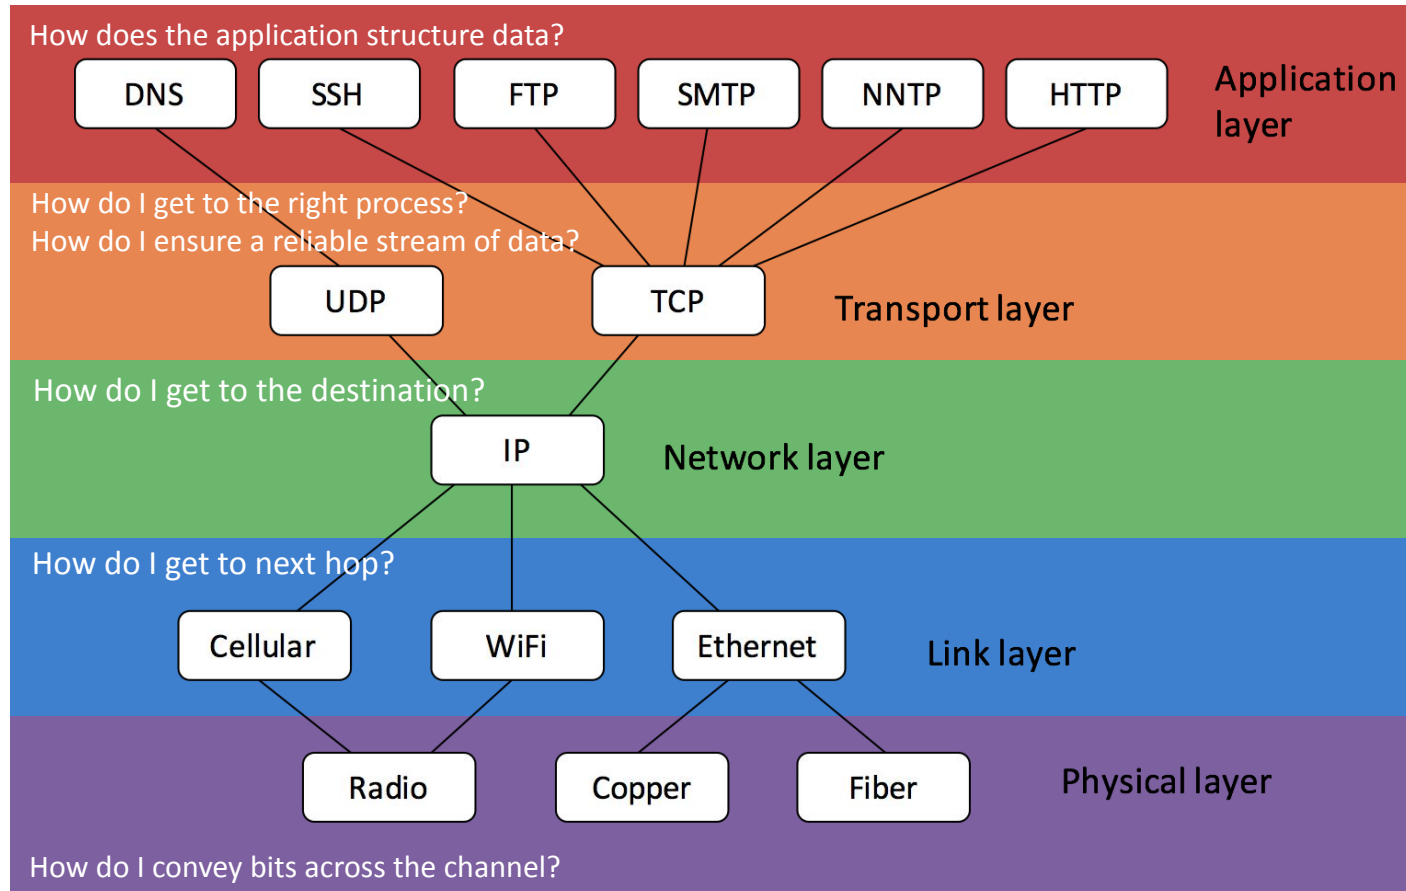 How does the application structure data?
DNS
SSH
FTP
SMTP
NNTP
HTTP
Application
layer
How do I get to the right process?
How do I ensure a reliable stream of data?
UDP
TCP
Transport layer
How do I get to the destination?
IP
Network layer
How do I get to next hop?
Cellular
WiFi
Ethernet
Link layer
Radio
Copper
Fiber
Physical layer
How do I convey bits across the channel?